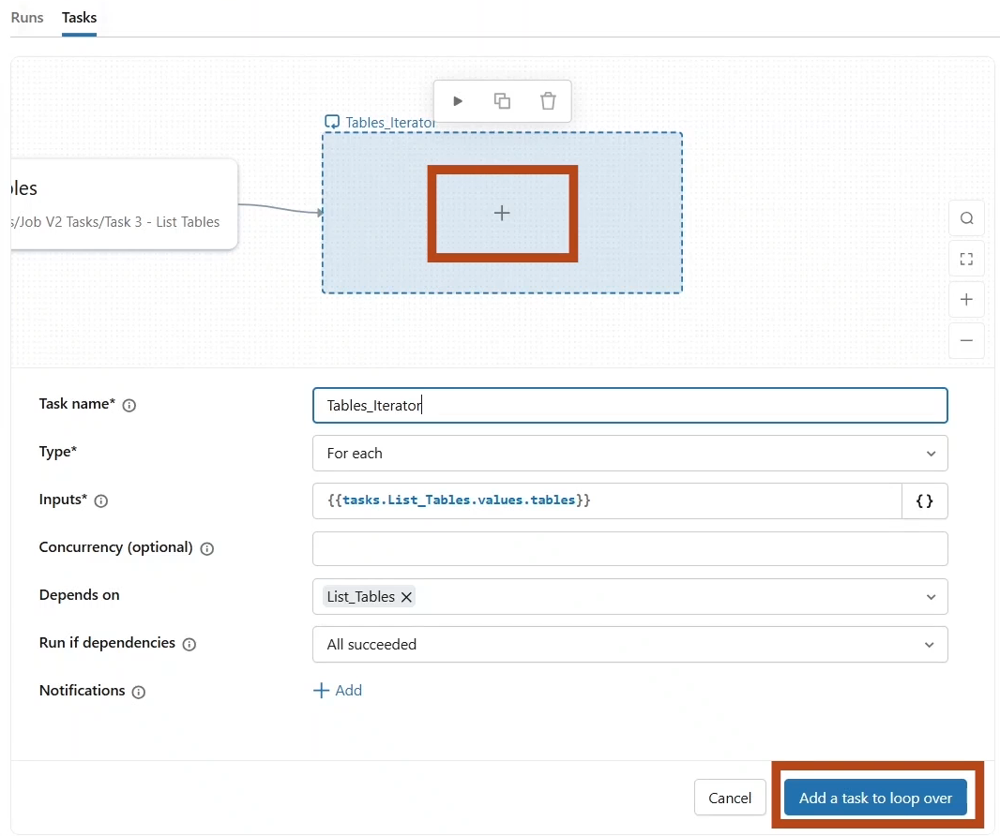 Runs Tasks
Tables_Iterator
s/Job V2 Tasks/Task 3 - List Tables
Task name*
Tables_Iterator
Type*
For each
Inputs*
{{tasks.List_Tables.values.tables}}
{}
Concurrency (optional)
Depends on
List_Tables
Run if dependencies
All succeeded
Notifications
Add
Cancel
Add a task to loop over